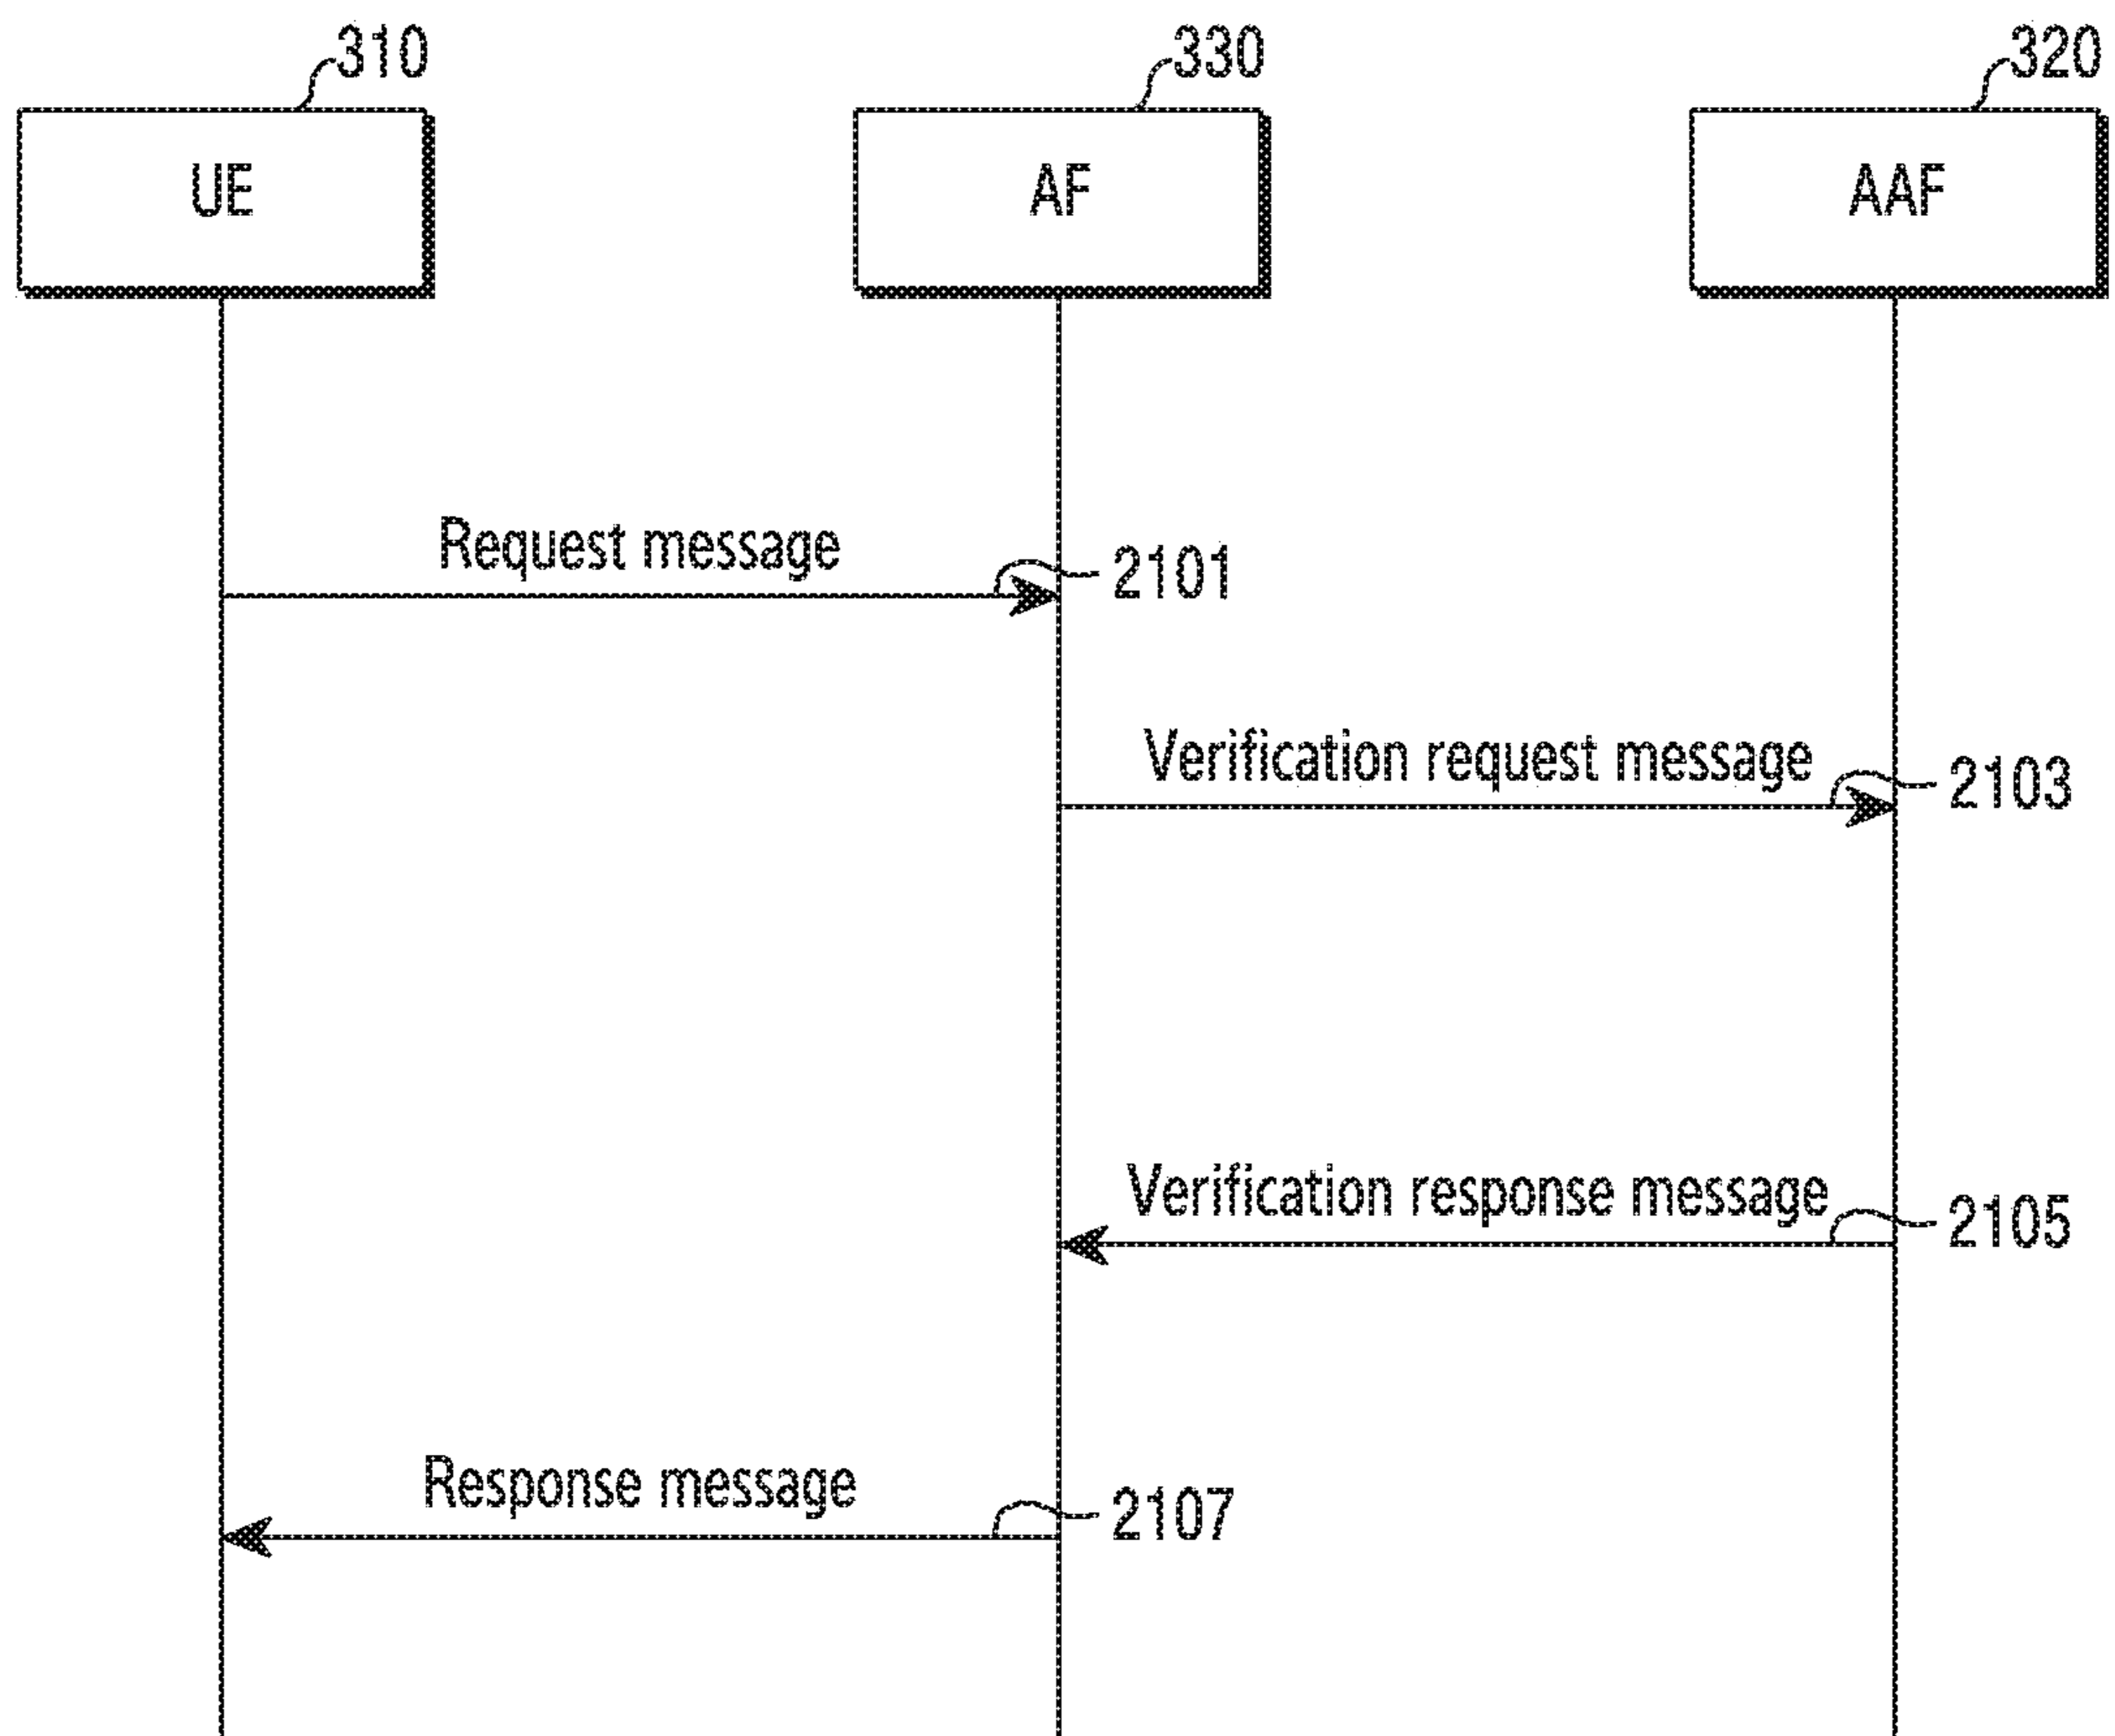 310
330
320
UE
AF
AAF
Request message
2101
Verification request message
2103
Verification response message
2105
Response message
2107